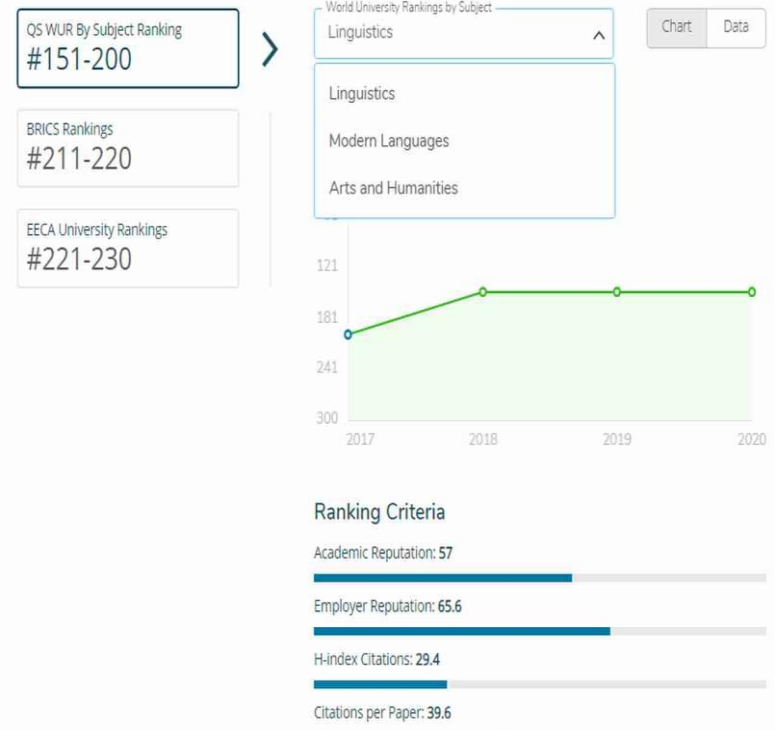 QS WUR By Subject Ranking
#151-200
BRICS Rankings
#211-220
EECA University Rankings
#221-230
World University Rankings by Subject
Linguistics
Chart
Data
Linguistics
Modern Languages
Arts and Humanities
121
181
241
300
2017
2018
2019
2020
Ranking Criteria
Academic Reputation: 57
Employer Reputation: 65.6
H-index Citations: 29.4
Citations per Paper: 39.6